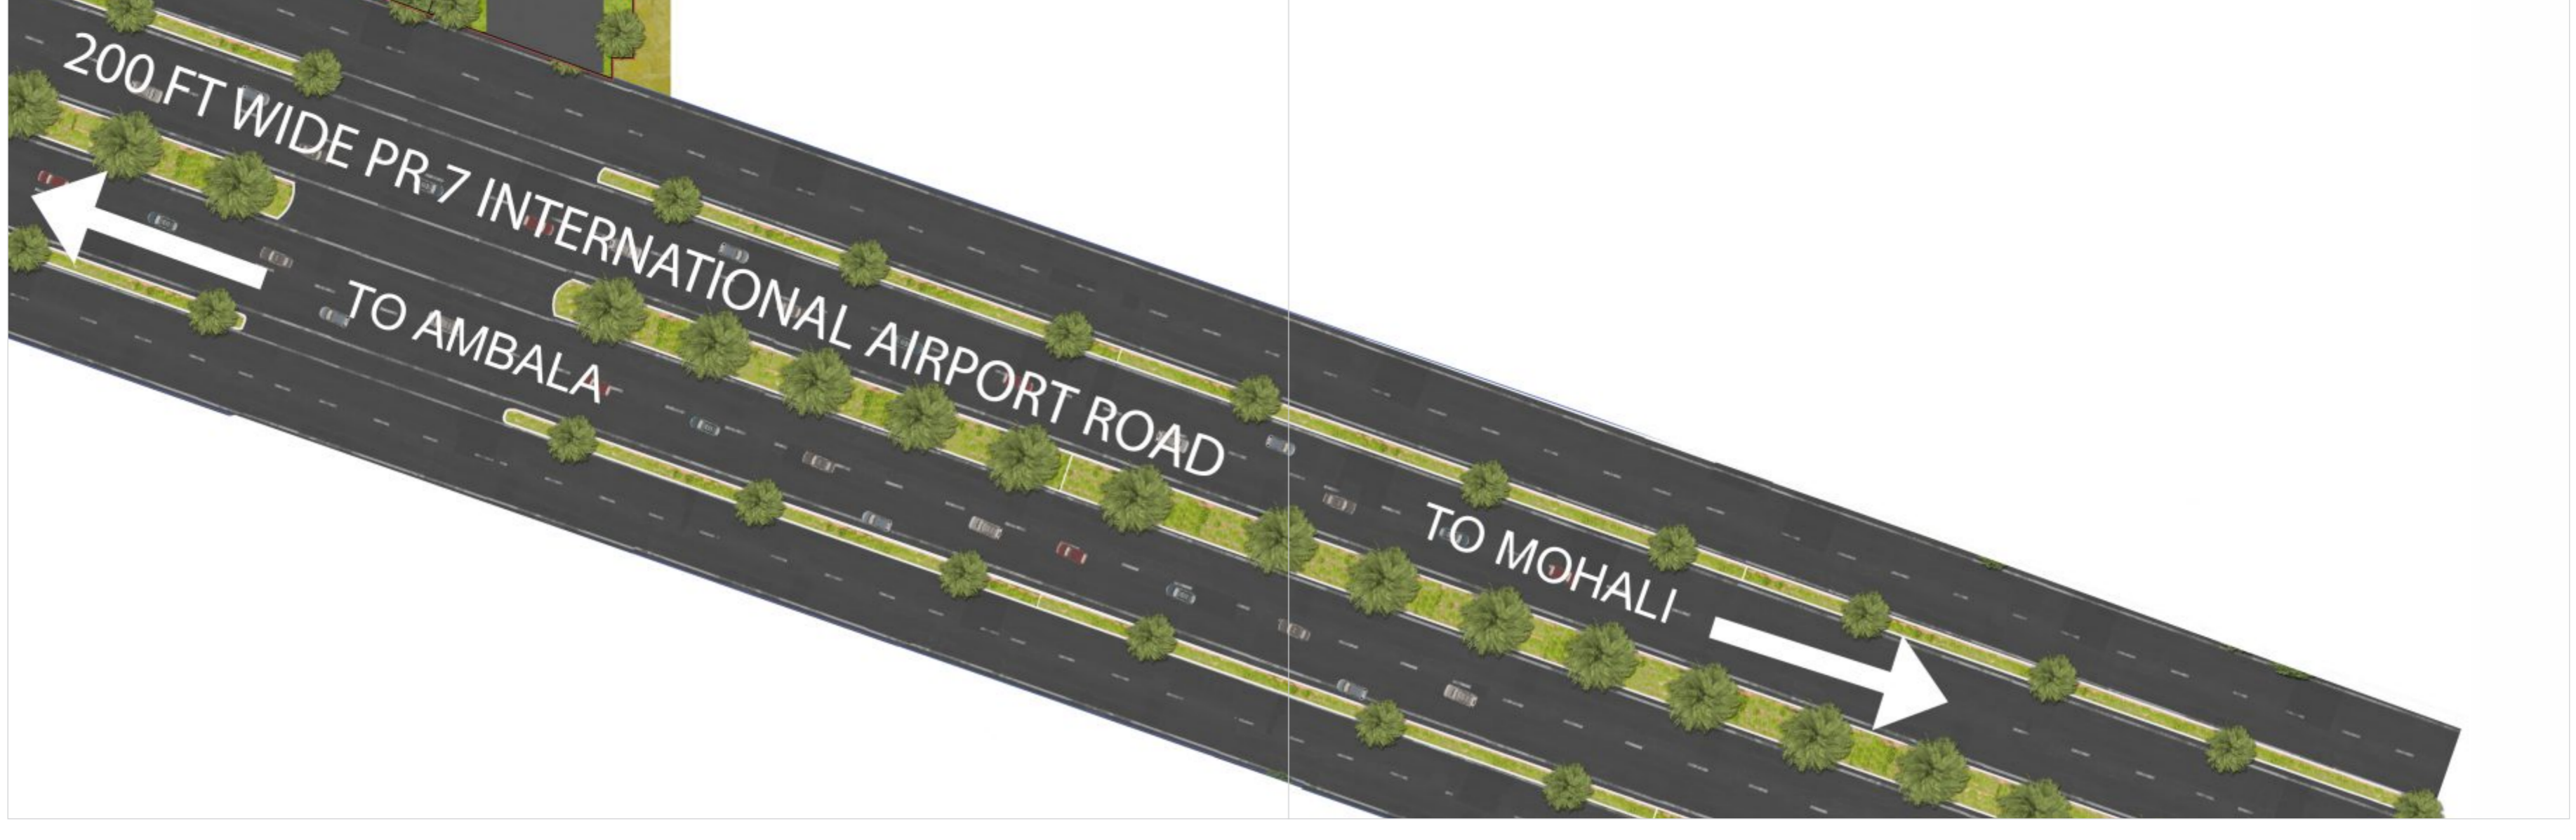 200 FT WIDE PR-7 INTERNATIONAL AIRPORT ROAD
TO AMBALA
TO MOHALI